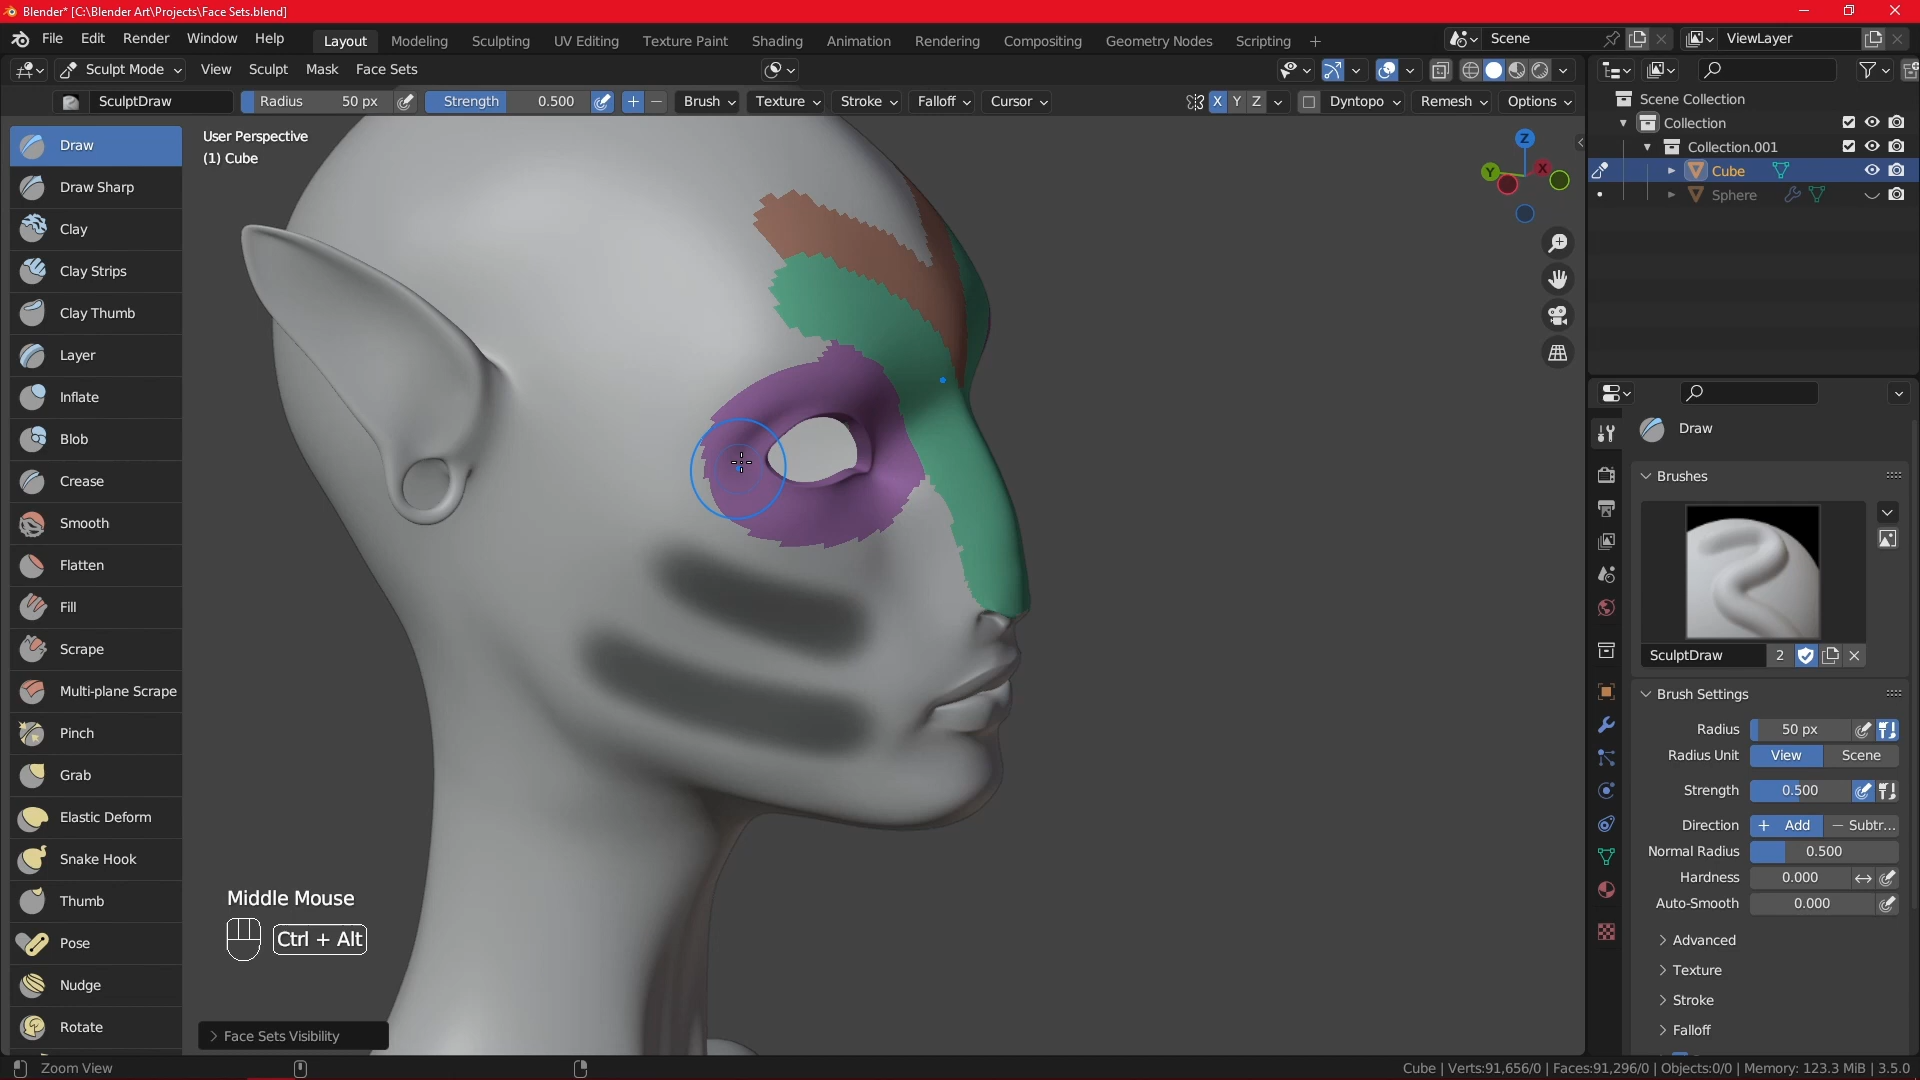 Blender* [C:\Blender Art\Projects\Face Sets.blend]
File Edit Render Window Help Layout Modeling Sculpting UV Editing Texture Paint Shading Animation Rendering Compositing Geometry Nodes Scripting + Scene ViewLayer
Sculpt Mode View Sculpt Mask Face Sets
SculptDraw Radius 50 px Strength 0.500 + − Brush Texture Stroke Falloff Cursor X Y Z Dyntopo Remesh Options
User Perspective
(1) Cube
Draw
Draw Sharp
Clay
Clay Strips
Clay Thumb
Layer
Inflate
Blob
Crease
Smooth
Flatten
Fill
Scrape
Multi-plane Scrape
Pinch
Grab
Elastic Deform
Snake Hook
Thumb
Pose
Nudge
Rotate
Z
Y
X
Middle Mouse
Ctrl + Alt
Face Sets Visibility
Scene Collection
Collection
Collection.001
Cube
Sphere
Draw
Brushes
SculptDraw 2
Brush Settings
Radius 50 px
Radius Unit View Scene
Strength 0.500
Direction + Add − Subtr...
Normal Radius 0.500
Hardness 0.000
Auto-Smooth 0.000
Advanced
Texture
Stroke
Falloff
Zoom View
Cube | Verts:91,656/0 | Faces:91,296/0 | Objects:0/0 | Memory: 123.3 MiB | 3.5.0